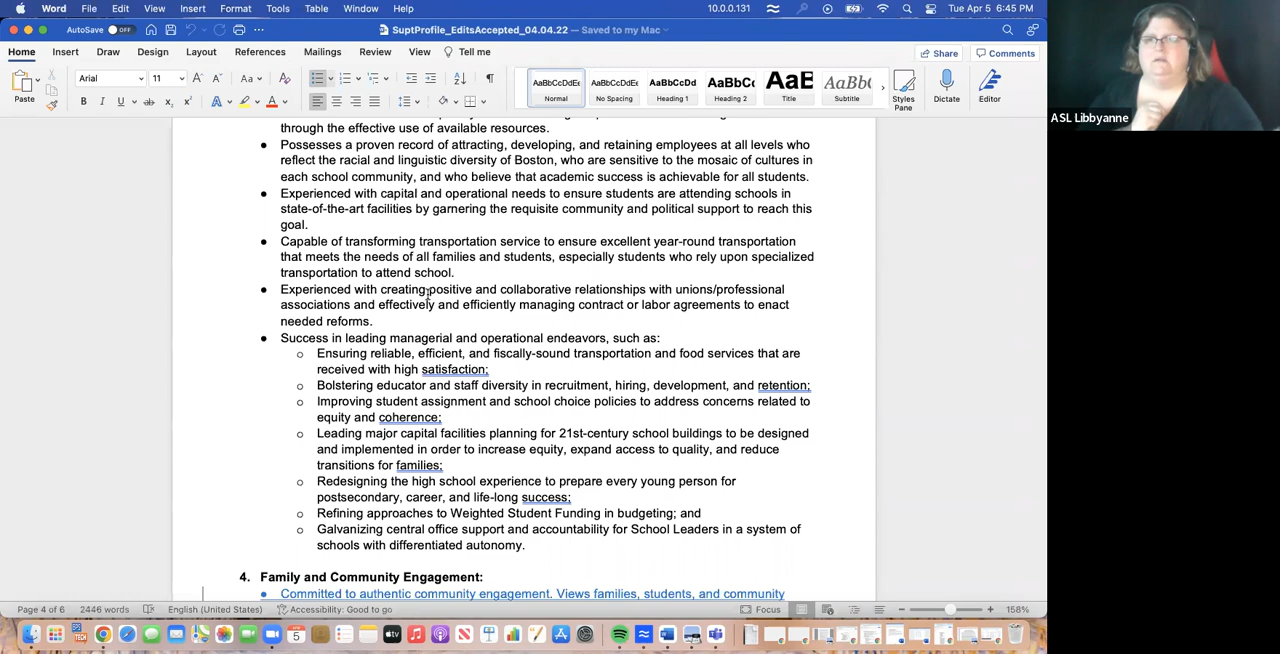 Word File Edit View Insert Format Tools Table Window Help 10.0.0.131 Tue Apr 5 6:45 PM
AutoSave OFF SuptProfile_EditsAccepted_04.04.22 — Saved to my Mac
Home Insert Draw Design Layout References Mailings Review View Tell me Share Comments
Paste Arial 11 Normal No Spacing Heading 1 Heading 2 Title Subtitle Styles Pane Dictate Editor
ASL Libbyanne
through the effective use of available resources.
• Possesses a proven record of attracting, developing, and retaining employees at all levels who
reflect the racial and linguistic diversity of Boston, who are sensitive to the mosaic of cultures in
each school community, and who believe that academic success is achievable for all students.
• Experienced with capital and operational needs to ensure students are attending schools in
state-of-the-art facilities by garnering the requisite community and political support to reach this
goal.
• Capable of transforming transportation service to ensure excellent year-round transportation
that meets the needs of all families and students, especially students who rely upon specialized
transportation to attend school.
• Experienced with creating positive and collaborative relationships with unions/professional
associations and effectively and efficiently managing contract or labor agreements to enact
needed reforms.
• Success in leading managerial and operational endeavors, such as:
○ Ensuring reliable, efficient, and fiscally-sound transportation and food services that are
received with high satisfaction;
○ Bolstering educator and staff diversity in recruitment, hiring, development, and retention;
○ Improving student assignment and school choice policies to address concerns related to
equity and coherence;
○ Leading major capital facilities planning for 21st-century school buildings to be designed
and implemented in order to increase equity, expand access to quality, and reduce
transitions for families;
○ Redesigning the high school experience to prepare every young person for
postsecondary, career, and life-long success;
○ Refining approaches to Weighted Student Funding in budgeting; and
○ Galvanizing central office support and accountability for School Leaders in a system of
schools with differentiated autonomy.
4. Family and Community Engagement:
• Committed to authentic community engagement. Views families, students, and community
Page 4 of 6 2446 words English (United States) Accessibility: Good to go Focus 158%